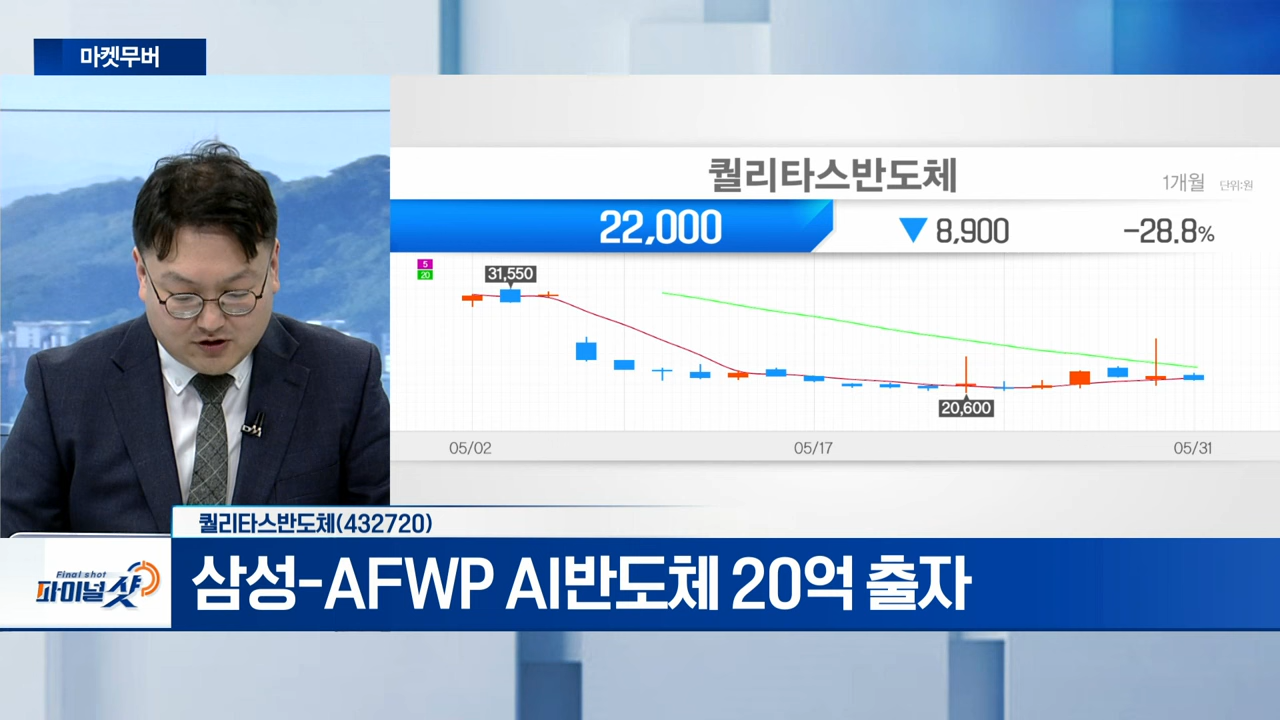 마켓무버
퀄리타스반도체
1개월 단위:원
22,000 ▼8,900 -28.8%
5
20
31,550
20,600
05/02 05/17 05/31
퀄리타스반도체(432720)
Final shot
파이널샷
삼성-AFWP AI반도체 20억 출자